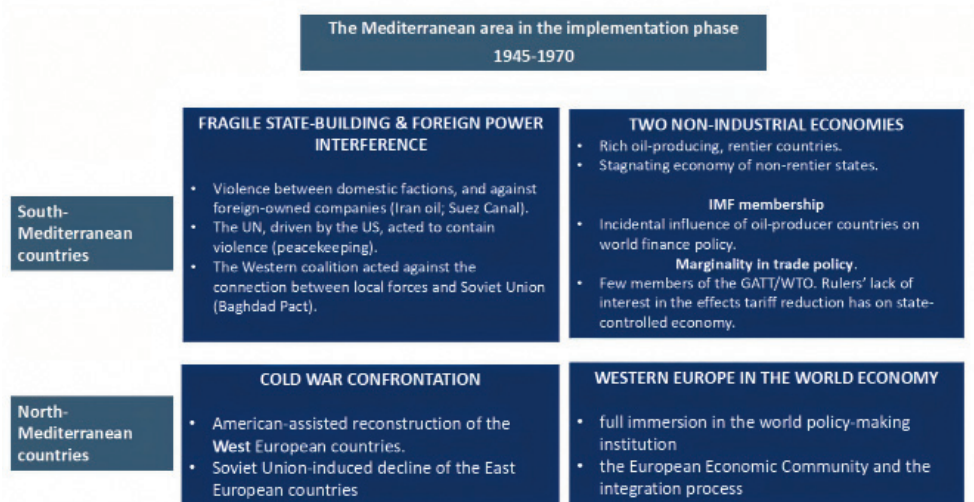 The Mediterranean area in the implementation phase
1945-1970
South-
Mediterranean
countries
FRAGILE STATE-BUILDING & FOREIGN POWER
INTERFERENCE
• Violence between domestic factions, and against
foreign-owned companies (Iran oil; Suez Canal).
• The UN, driven by the US, acted to contain
violence (peacekeeping).
• The Western coalition acted against the
connection between local forces and Soviet Union
(Baghdad Pact).
TWO NON-INDUSTRIAL ECONOMIES
• Rich oil-producing, rentier countries.
• Stagnating economy of non-rentier states.
IMF membership
• Incidental influence of oil-producer countries on
world finance policy.
Marginality in trade policy.
• Few members of the GATT/WTO. Rulers' lack of
interest in the effects tariff reduction has on state-
controlled economy.
North-
Mediterranean
countries
COLD WAR CONFRONTATION
• American-assisted reconstruction of the
West European countries.
• Soviet Union-induced decline of the East
European countries
WESTERN EUROPE IN THE WORLD ECONOMY
• full immersion in the world policy-making
institution
• the European Economic Community and the
integration process